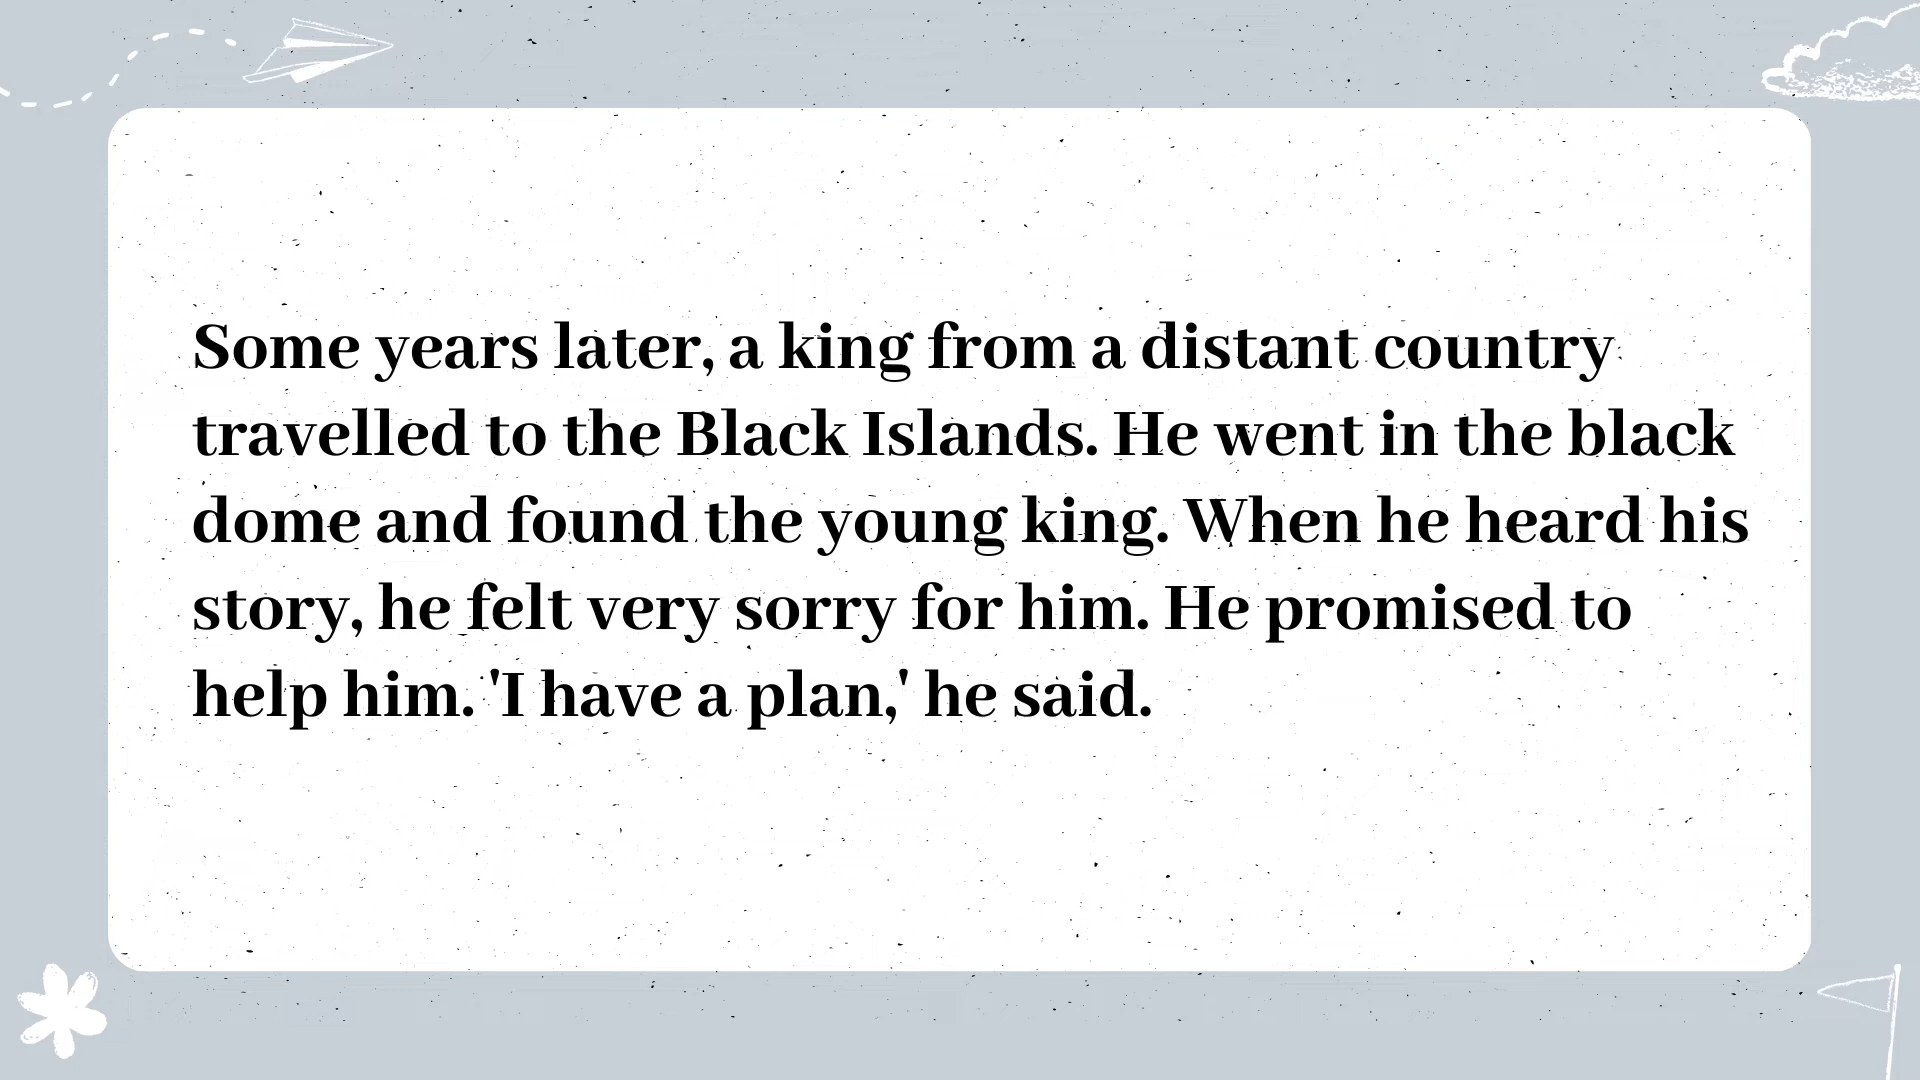 Some years later, a king from a distant country
travelled to the Black Islands. He went in the black
dome and found the young king. When he heard his
story, he felt very sorry for him. He promised to
help him. 'I have a plan,' he said.